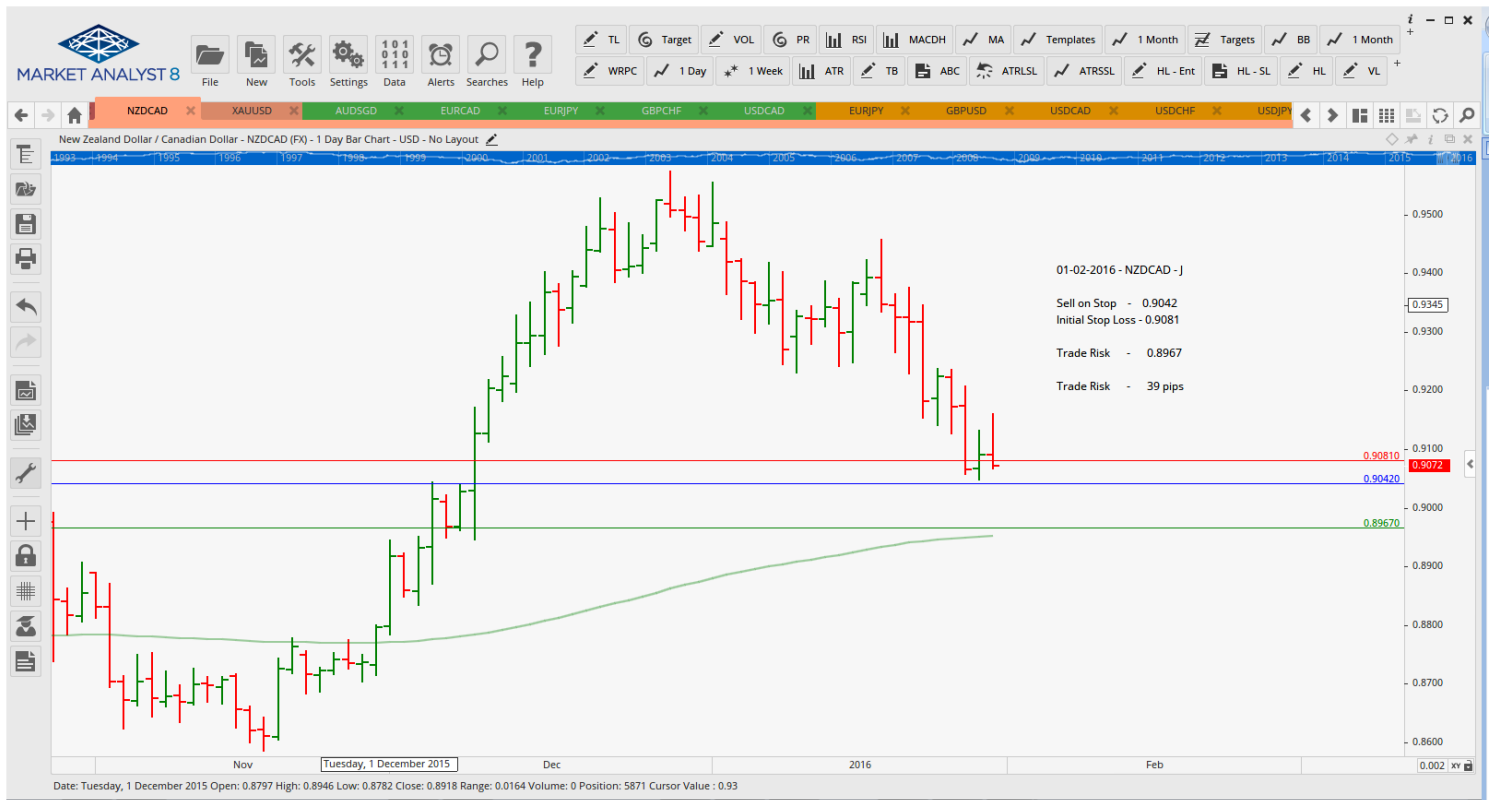 MARKET ANALYST 8
File New Tools Settings Data Alerts Searches Help
101
010
111
TL Target VOL PR RSI MACDH MA Templates 1 Month Targets BB 1 Month
WRPC 1 Day 1 Week ATR TB ABC ATRLSL ATRSSL HL - Ent HL - SL HL VL
NZDCAD XAUUSD AUDSGD EURCAD EURJPY GBPCHF USDCAD EURJPY GBPUSD USDCAD USDCHF USDJPY
New Zealand Dollar / Canadian Dollar - NZDCAD (FX) - 1 Day Bar Chart - USD - No Layout
1993 1994 1995 1996 1997 1998 1999 2000 2001 2002 2003 2004 2005 2006 2007 2008 2009 2010 2011 2012 2013 2014 2015 2016
0.9500
01-02-2016 - NZDCAD - J
0.9400
Sell on Stop - 0.9042
0.9345
Initial Stop Loss - 0.9081
0.9300
Trade Risk - 0.8967
Trade Risk - 39 pips
0.9200
0.9100
0.90810
0.9072
0.90420
0.9000
0.89670
0.8900
0.8800
0.8700
0.8600
Nov Tuesday, 1 December 2015 Dec 2016 Feb 0.002 XY
Date: Tuesday, 1 December 2015 Open: 0.8797 High: 0.8946 Low: 0.8782 Close: 0.8918 Range: 0.0164 Volume: 0 Position: 5871 Cursor Value : 0.93